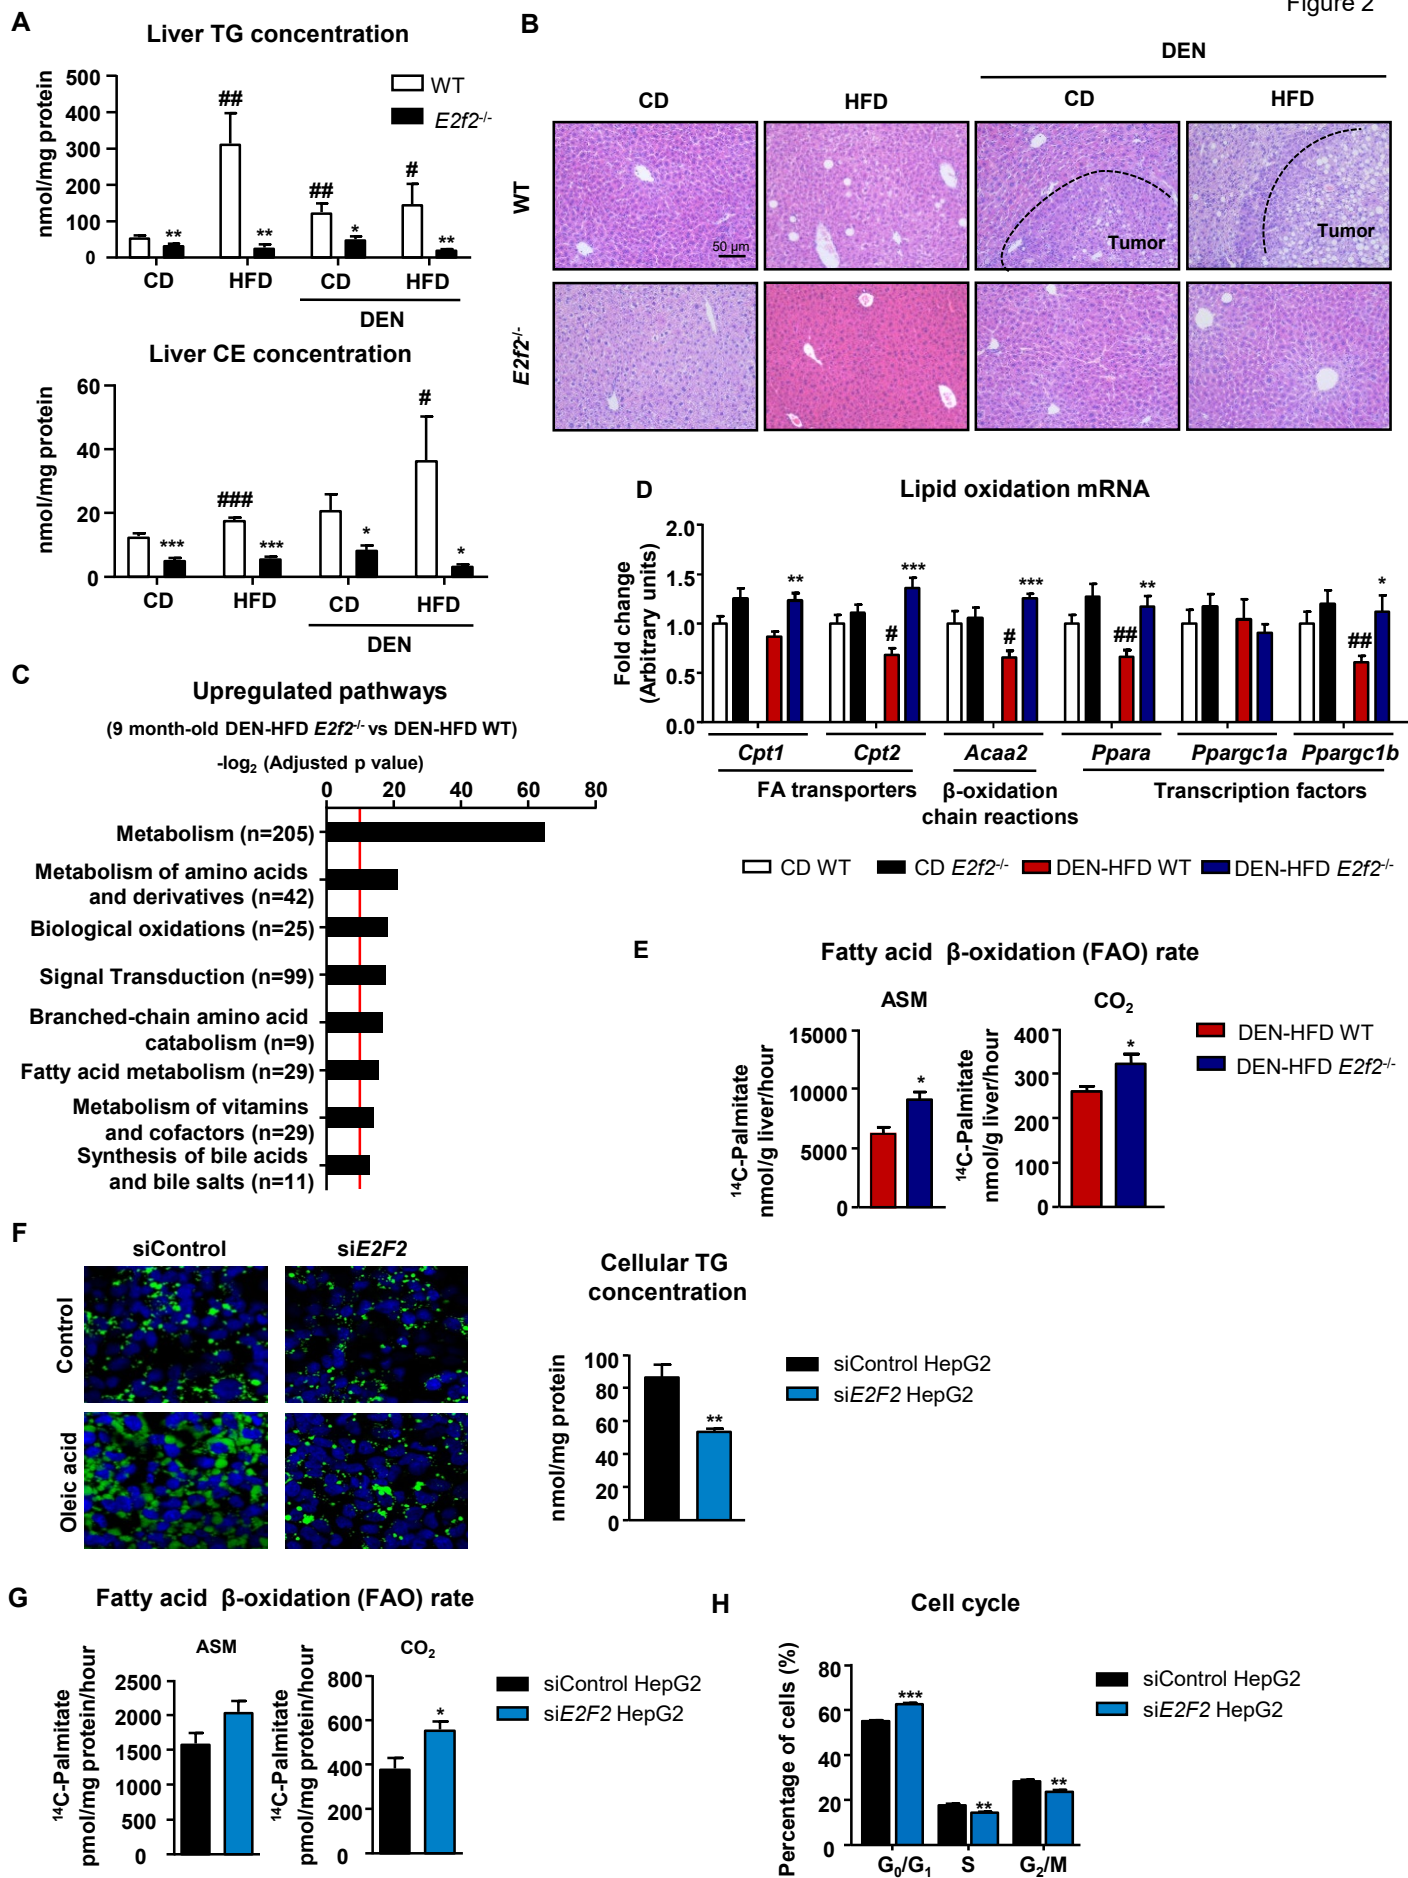 Figure 2
A
Liver TG concentration
nmol/mg protein
500
400
300
200
100
0
WT
E2f2-/-
##
**
**
##
*
#
**
CD
HFD
CD
HFD
DEN
Liver CE concentration
nmol/mg protein
60
40
20
0
***
###
***
*
#
*
CD
HFD
CD
HFD
DEN
B
DEN
CD
HFD
CD
HFD
WT
E2f2-/-
50 µm
Tumor
Tumor
C
Upregulated pathways
(9 month-old DEN-HFD E2f2-/- vs DEN-HFD WT)
-log2 (Adjusted p value)
0 20 40 60 80
Metabolism (n=205)
Metabolism of amino acids
and derivatives (n=42)
Biological oxidations (n=25)
Signal Transduction (n=99)
Branched-chain amino acid
catabolism (n=9)
Fatty acid metabolism (n=29)
Metabolism of vitamins
and cofactors (n=29)
Synthesis of bile acids
and bile salts (n=11)
D
Lipid oxidation mRNA
Fold change
(Arbitrary units)
2.0
1.5
1.0
0.5
0.0
**
#
***
#
***
##
**
##
*
Cpt1
Cpt2
Acaa2
Ppara
Ppargc1a
Ppargc1b
FA transporters
β-oxidation
chain reactions
Transcription factors
CD WT
CD E2f2-/-
DEN-HFD WT
DEN-HFD E2f2-/-
E
Fatty acid β-oxidation (FAO) rate
ASM
14C-Palmitate
nmol/g liver/hour
15000
10000
5000
0
*
CO2
14C-Palmitate
nmol/g liver/hour
400
300
200
100
0
*
DEN-HFD WT
DEN-HFD E2f2-/-
F
siControl
siE2F2
Control
Oleic acid
Cellular TG
concentration
nmol/mg protein
100
80
60
40
20
0
**
siControl HepG2
siE2F2 HepG2
G
Fatty acid β-oxidation (FAO) rate
ASM
14C-Palmitate
pmol/mg protein/hour
2500
2000
1500
1000
500
0
CO2
14C-Palmitate
pmol/mg protein/hour
800
600
400
200
0
*
siControl HepG2
siE2F2 HepG2
H
Cell cycle
Percentage of cells (%)
80
60
40
20
0
***
**
**
G0/G1
S
G2/M
siControl HepG2
siE2F2 HepG2